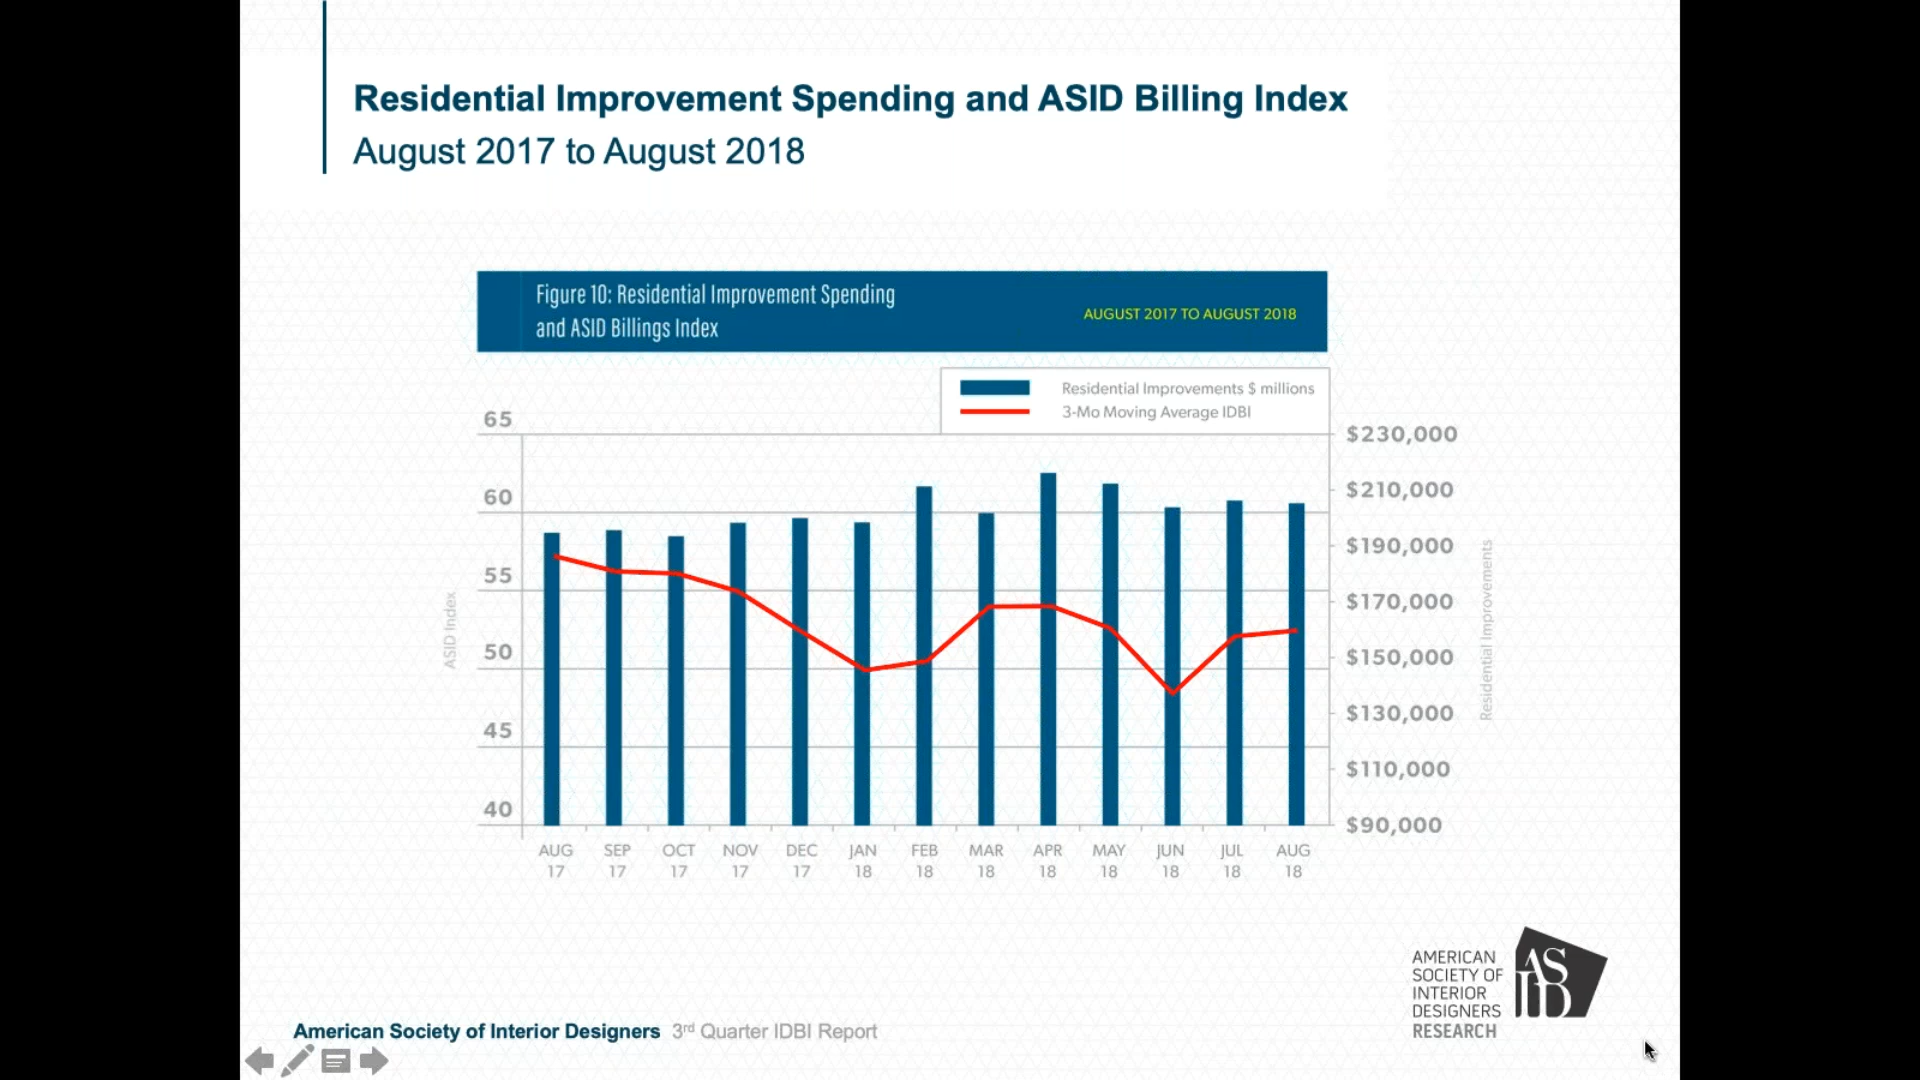 Residential Improvement Spending and ASID Billing Index
August 2017 to August 2018
Figure 10: Residential Improvement Spending
and ASID Billings Index
AUGUST 2017 TO AUGUST 2018
Residential Improvements $ millions
3-Mo Moving Average IDBI
65
60
55
50
45
40
ASID Index
$230,000
$210,000
$190,000
$170,000
$150,000
$130,000
$110,000
$90,000
Residential Improvements
AUG SEP OCT NOV DEC JAN FEB MAR APR MAY JUN JUL AUG
17 17 17 17 17 18 18 18 18 18 18 18 18
AMERICAN
SOCIETY OF
INTERIOR
DESIGNERS
RESEARCH
AS
ID
American Society of Interior Designers 3rd Quarter IDBI Report